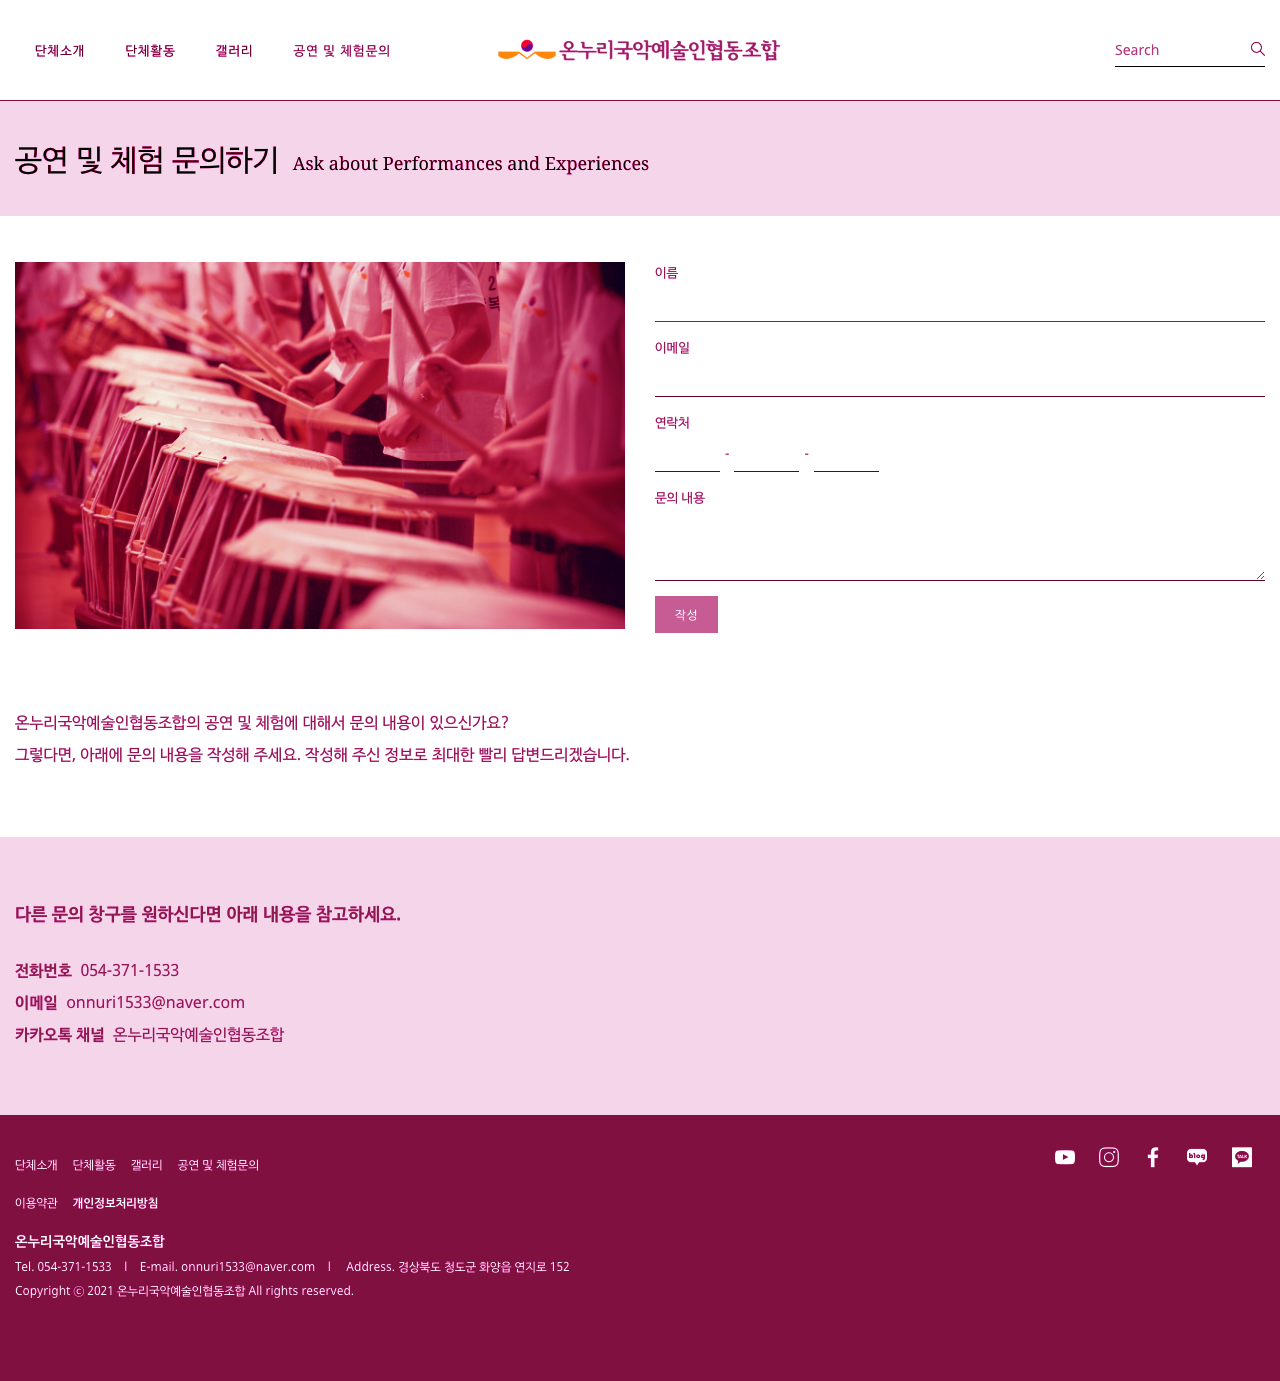 단체소개 단체활동 갤러리 공연 및 체험문의 온누리국악예술인협동조합 Search
공연 및 체험 문의하기 Ask about Performances and Experiences
이름
이메일
연락처
- -
문의 내용
작성
온누리국악예술인협동조합의 공연 및 체험에 대해서 문의 내용이 있으신가요?
그렇다면, 아래에 문의 내용을 작성해 주세요. 작성해 주신 정보로 최대한 빨리 답변드리겠습니다.
다른 문의 창구를 원하신다면 아래 내용을 참고하세요.
전화번호 054-371-1533
이메일 onnuri1533@naver.com
카카오톡 채널 온누리국악예술인협동조합
단체소개 단체활동 갤러리 공연 및 체험문의
blog TALK
이용약관 개인정보처리방침
온누리국악예술인협동조합
Tel. 054-371-1533 l E-mail. onnuri1533@naver.com l Address. 경상북도 청도군 화양읍 연지로 152
Copyright ⓒ 2021 온누리국악예술인협동조합 All rights reserved.